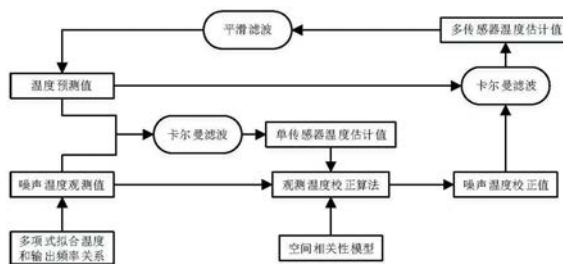 平滑滤波
多传感器温度估计值
温度预测值
卡尔曼滤波
卡尔曼滤波
单传感器温度估计值
噪声温度观测值
观测温度校正算法
噪声温度校正值
多项式拟合温度
和输出频率关系
空间相关性模型